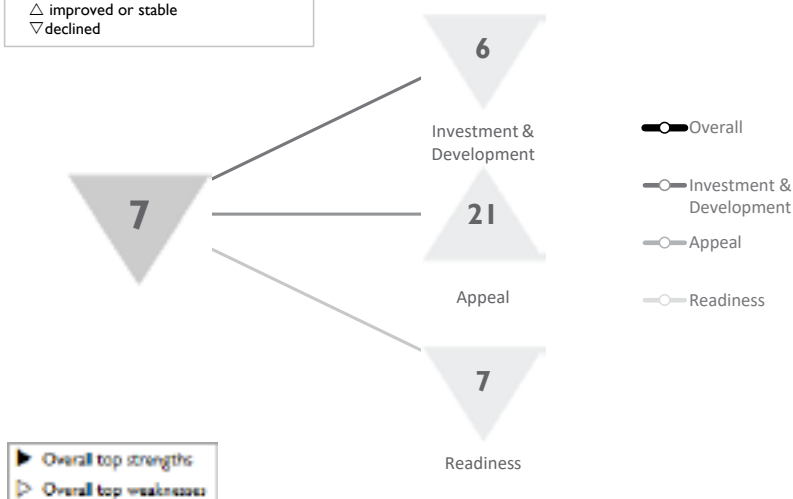 △ improved or stable
▽declined
6
Investment &
Development
7
21
Appeal
7
Readiness
Overall
Investment &
Development
Appeal
Readiness
▶ Overall top strengths
▷ Overall top weaknesses